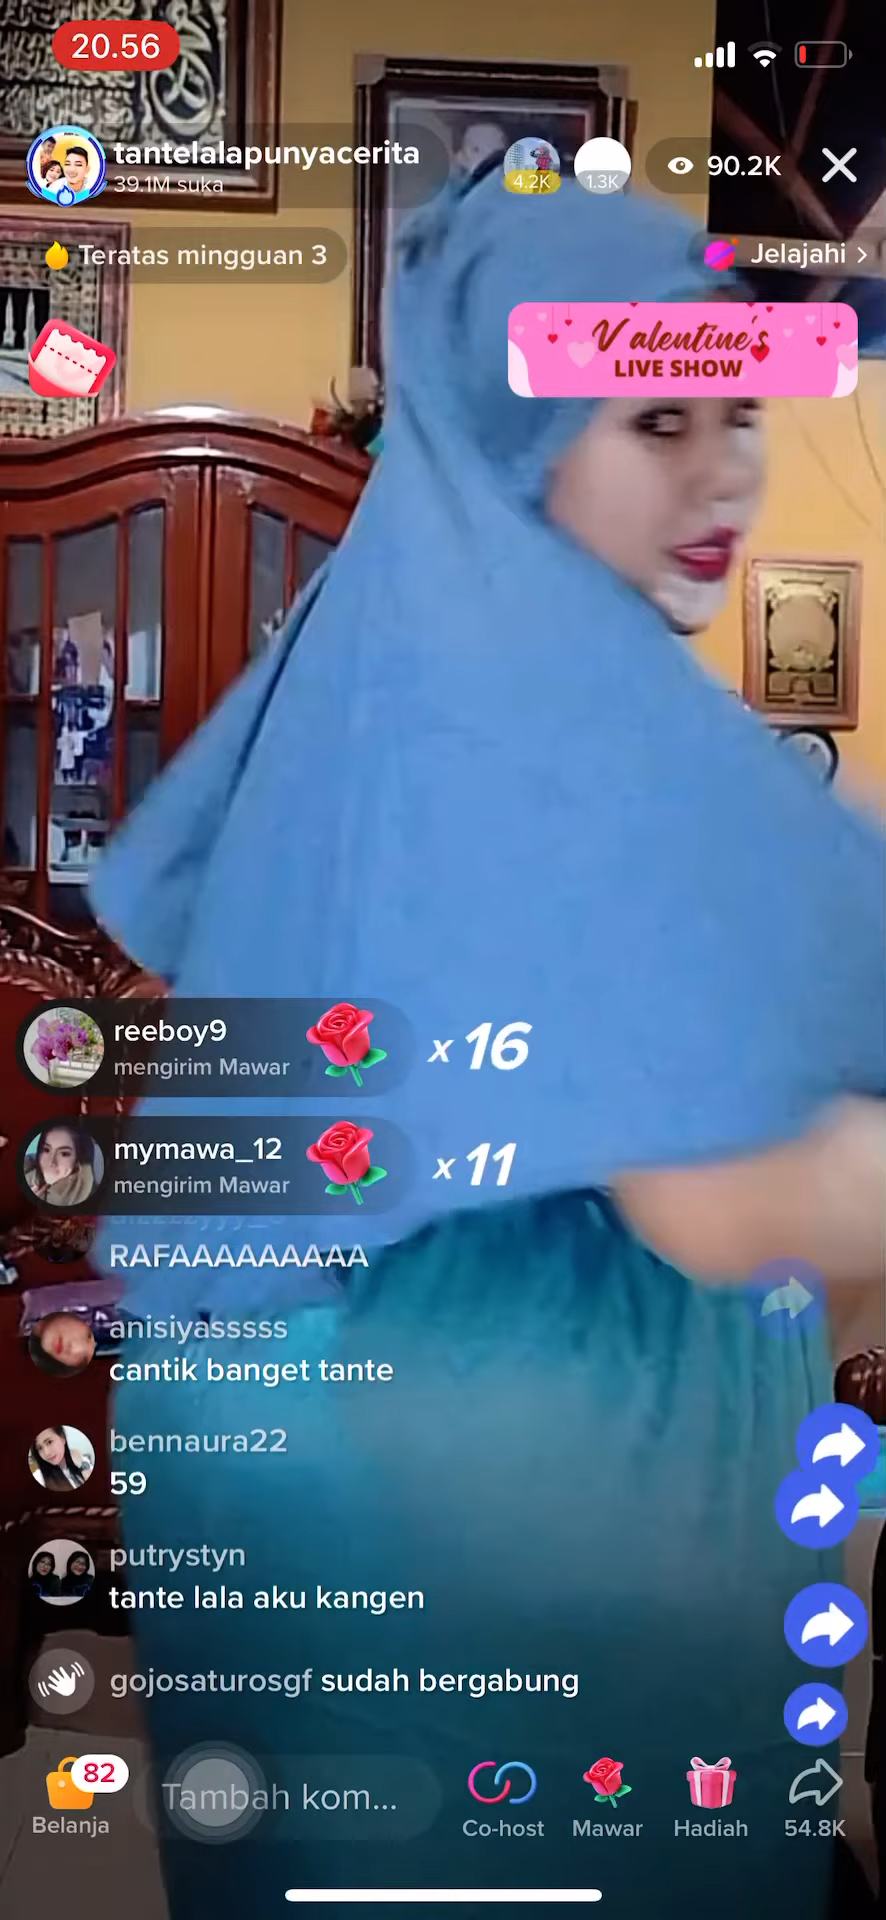 20.56
tantelalapunyacerita
39.1M suka
4.2K
1.3K
90.2K
Teratas mingguan 3
Jelajahi >
Valentine's
LIVE SHOW
reeboy9
mengirim Mawar
x 16
mymawa_12
mengirim Mawar
x 11
RAFAAAAAAAAA
anisiyasssss
cantik banget tante
bennaura22
59
putrystyn
tante lala aku kangen
gojosaturosgf sudah bergabung
82
Belanja
Tambah kom...
Co-host
Mawar
Hadiah
54.8K